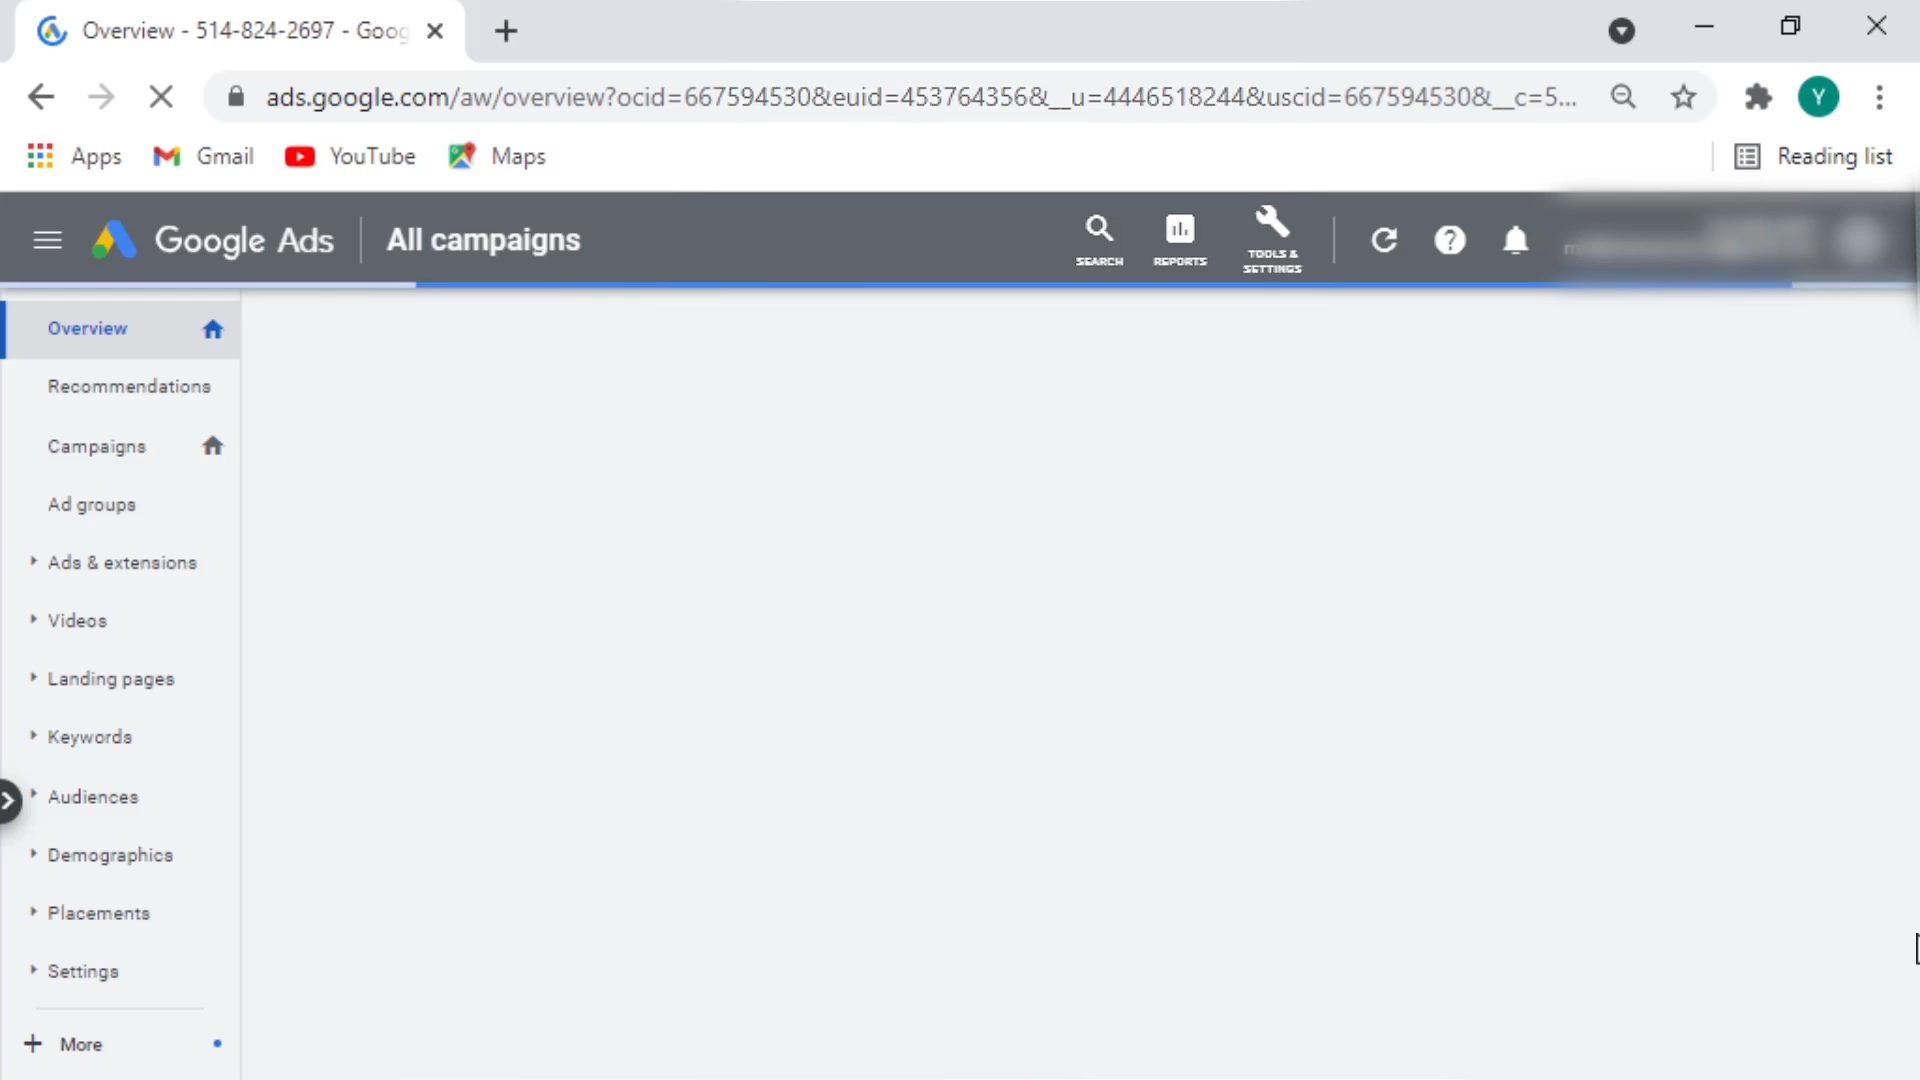 Overview - 514-824-2697 - Goog
ads.google.com/aw/overview?ocid=667594530&euid=453764356&__u=4446518244&uscid=667594530&__c=5...
Y
Apps
Gmail
YouTube
Maps
Reading list
Google Ads
All campaigns
SEARCH
REPORTS
TOOLS &
SETTINGS
Overview
Recommendations
Campaigns
Ad groups
Ads & extensions
Videos
Landing pages
Keywords
Audiences
Demographics
Placements
Settings
More